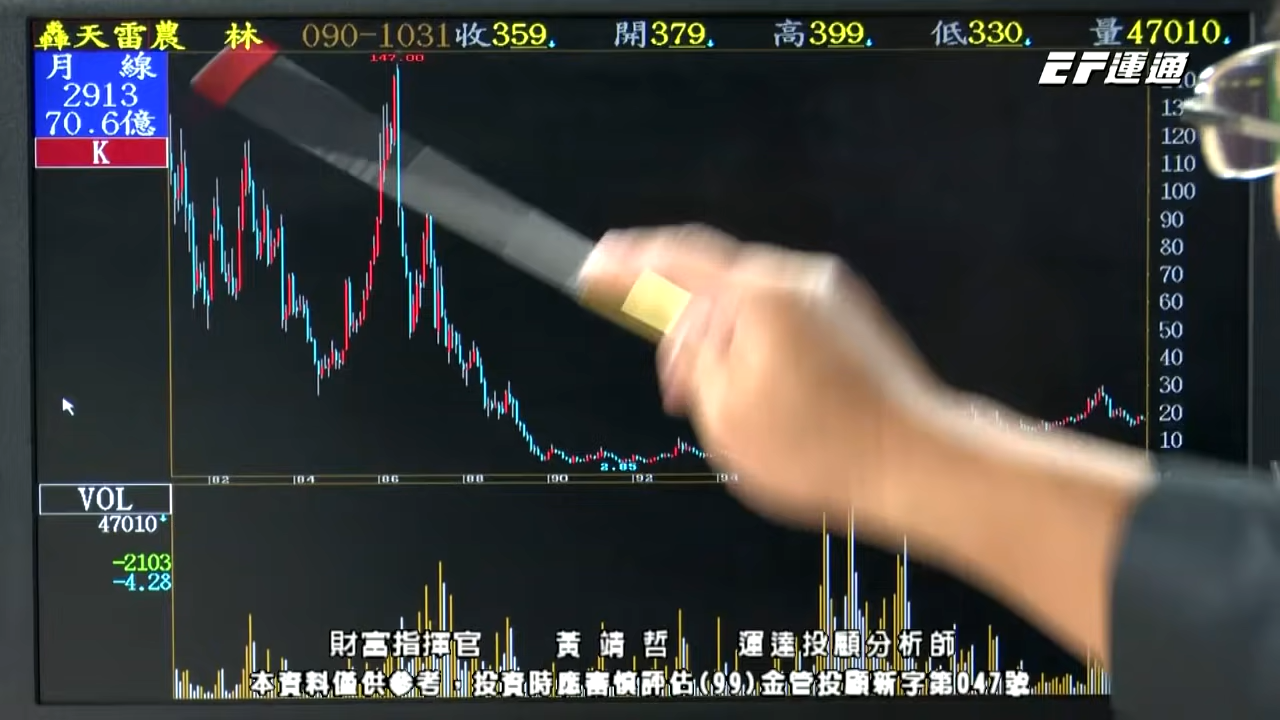 轟天雷農 林 090-1031 收359 開379 高399 低330 量47010
EF運通
月 線
2913
70.6億
K
147.00
140
130
120
110
100
90
80
70
60
50
40
30
20
10
2.85
82 84 86 88 90 92 94
VOL
47010
-2103
-4.28
財富指揮官 黃靖哲 運達投顧分析師
本資料僅供參考，投資時應審慎評估(99)金管投顧新字第047號